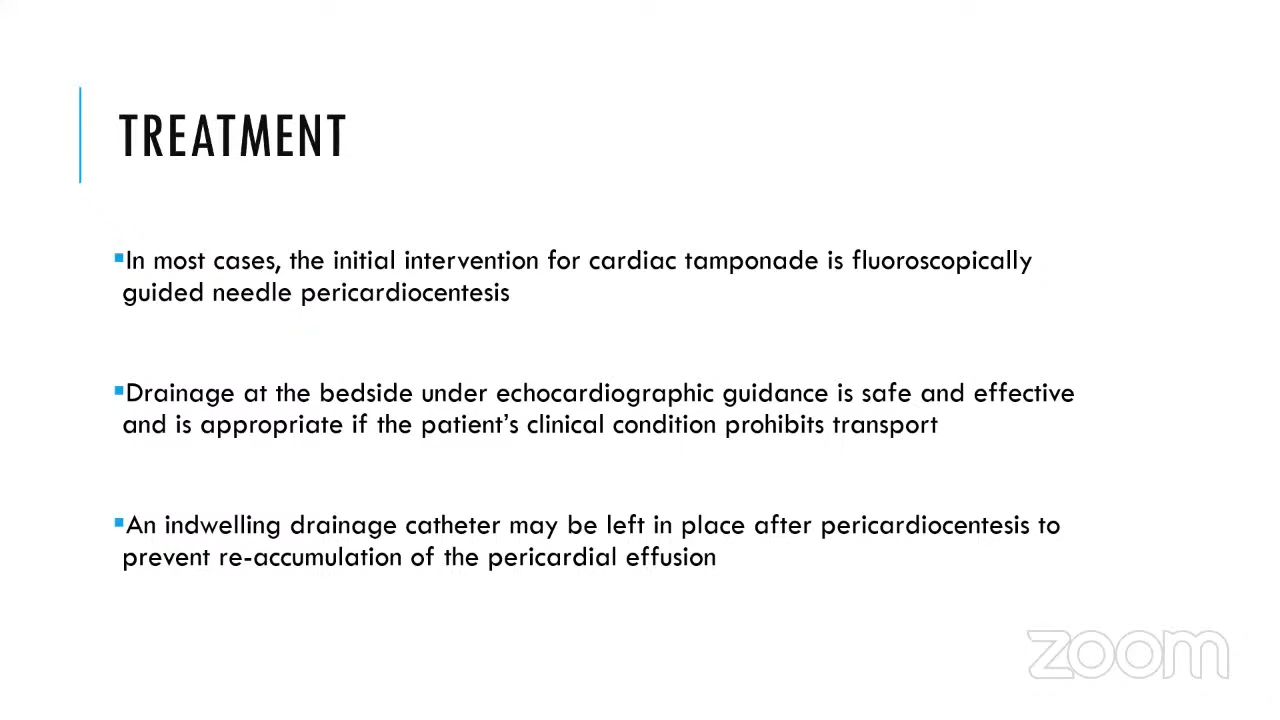 TREATMENT
▪In most cases, the initial intervention for cardiac tamponade is fluoroscopically
guided needle pericardiocentesis
▪Drainage at the bedside under echocardiographic guidance is safe and effective
and is appropriate if the patient’s clinical condition prohibits transport
▪An indwelling drainage catheter may be left in place after pericardiocentesis to
prevent re-accumulation of the pericardial effusion
zoom